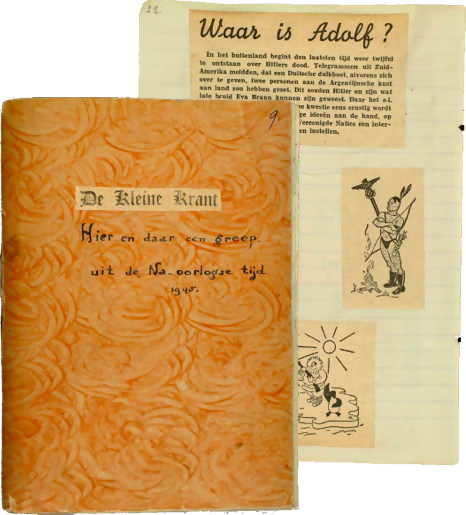 22.
Waar is Adolf?
In het buitenland begint den laatsten tijd weer twijfel
te ontstaan over Hitlers dood. Telegrammen uit Zuid-
Amerika meldden, dat een Duitsche duikboot, alvorens zich
over te geven, twee personen aan de Argentijnsche kust
aan land zou hebben gezet. Dit zouden Hitler en zijn wat
late bruid Eva Braun kunnen zijn geweest. Daar het o.i.
ze kwestie eens ernstig wordt
ge ideeën aan de hand, op
Vereenigde Naties een inter-
en instellen.
9.
De Kleine Krant
Hier en daar een greep.
uit de Na-oorlogse tijd
1945.